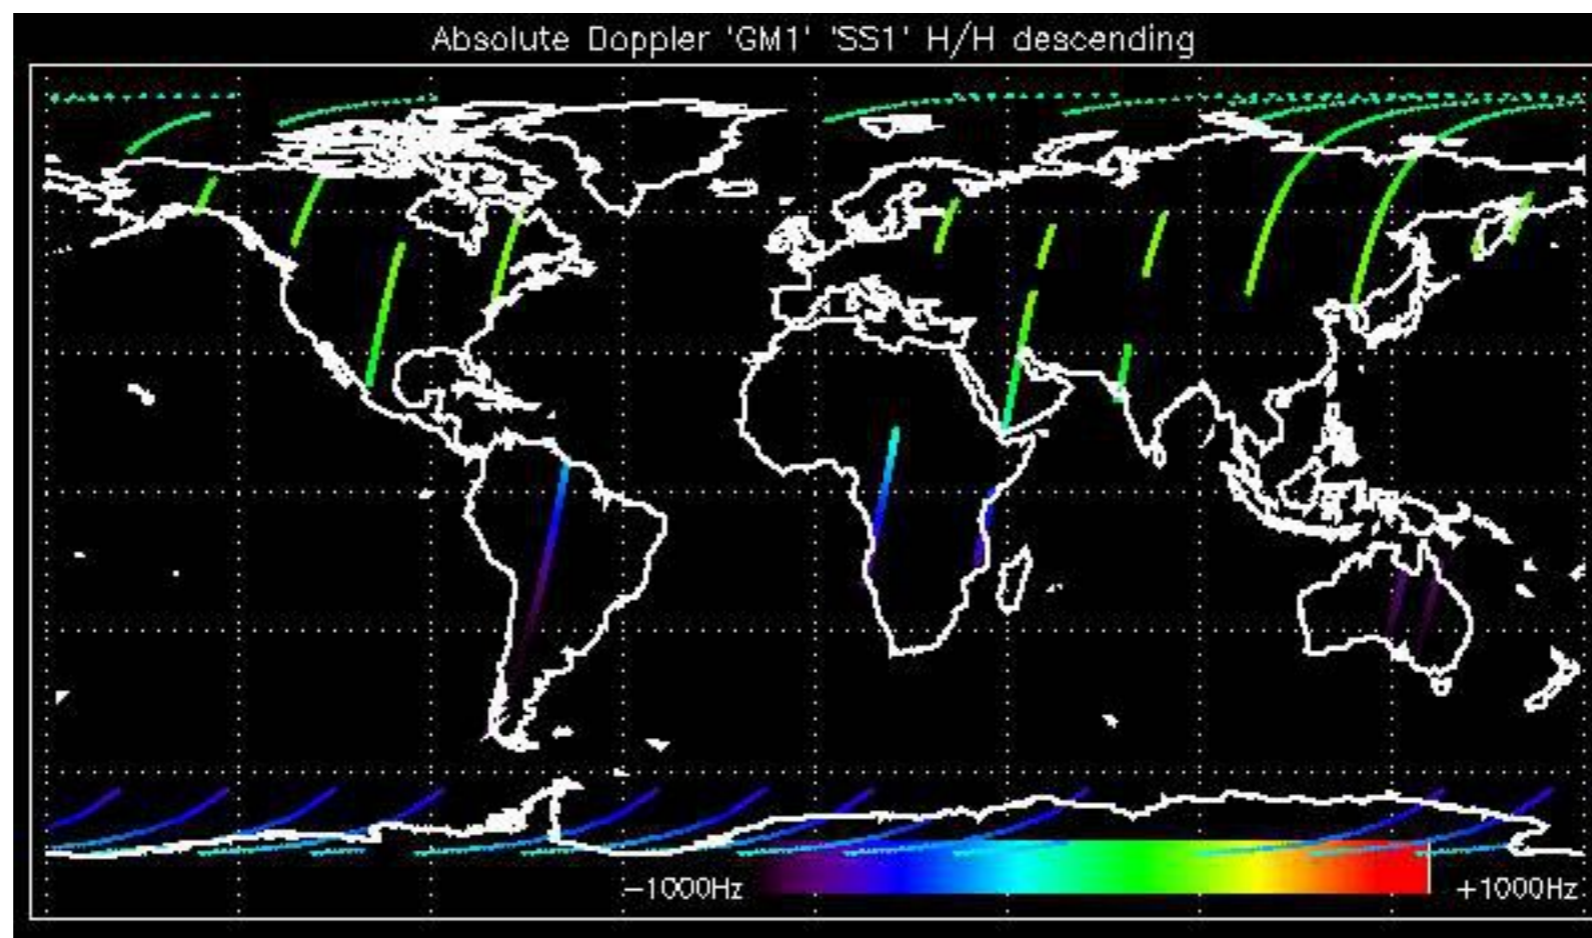 Absolute Doppler 'GM1' 'SS1' H/H descending
−1000Hz
+1000Hz